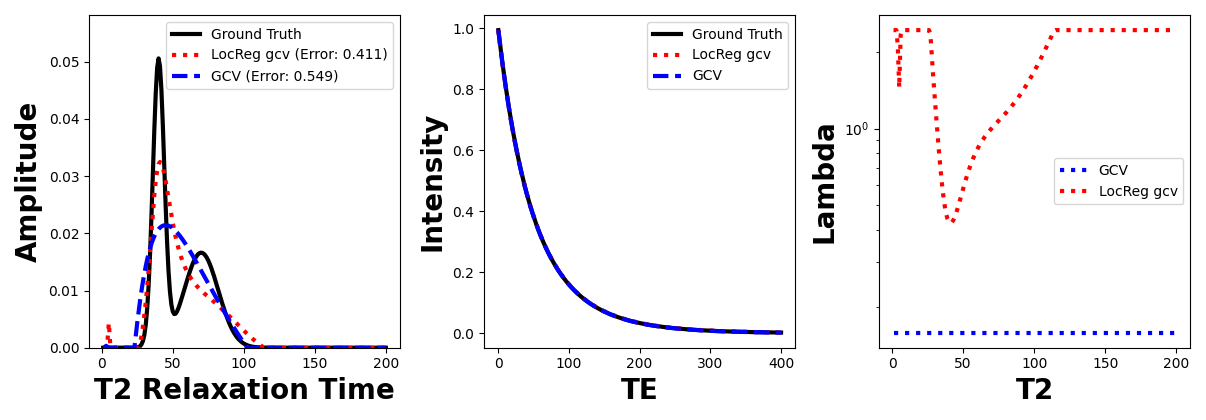 Amplitude
0.00
0.01
0.02
0.03
0.04
0.05
0
50
100
150
200
T2 Relaxation Time
Ground Truth
LocReg gcv (Error: 0.411)
GCV (Error: 0.549)
Intensity
0.0
0.2
0.4
0.6
0.8
1.0
0
100
200
300
400
TE
Ground Truth
LocReg gcv
GCV
Lambda
10⁰
0
50
100
150
200
T2
GCV
LocReg gcv